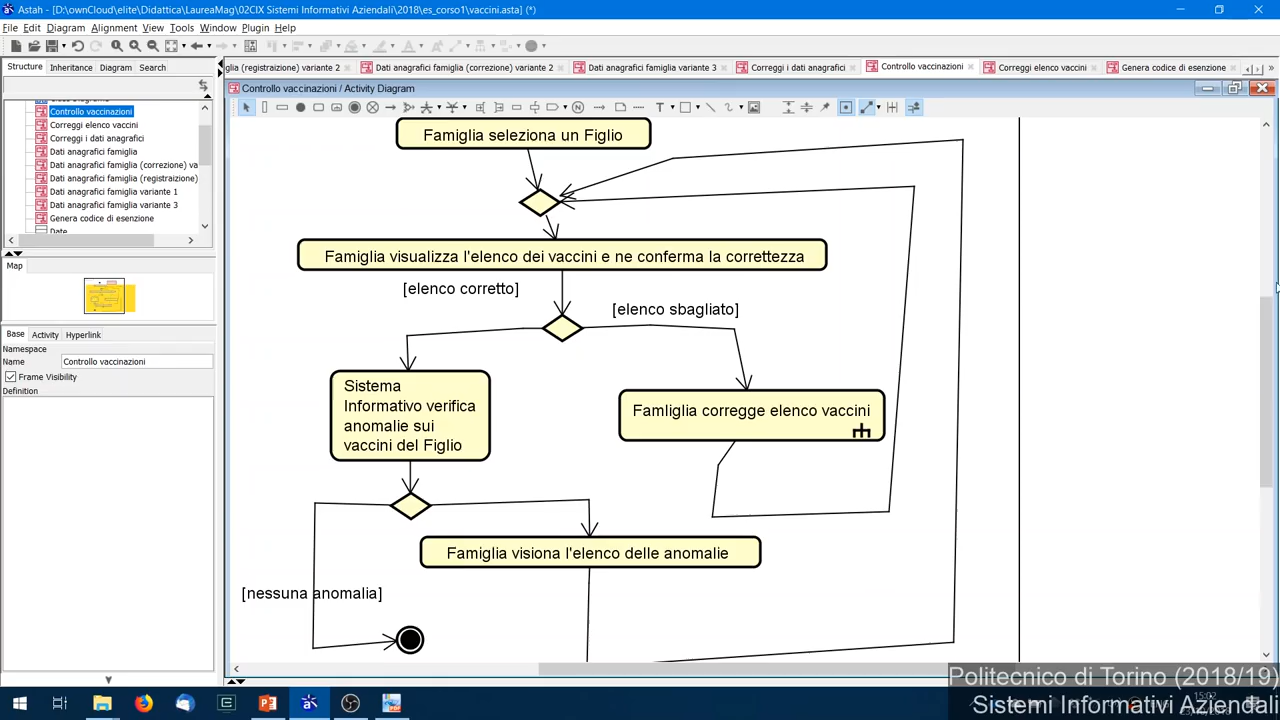 Astah - [D:\ownCloud\elite\Didattica\LaureaMag\02CIX Sistemi Informativi Aziendali\2018\es_corso1\vaccini.asta] (*)
File Edit Diagram Alignment View Tools Window Plugin Help
Structure Inheritance Diagram Search
glia (registrazione) variante 2 Dati anagrafici famiglia (correzione) variante 2 Dati anagrafici famiglia variante 3 Correggi i dati anagrafici Controllo vaccinazioni Correggi elenco vaccini Genera codice di esenzione
Controllo vaccinazioni / Activity Diagram
Controllo vaccinazioni
Correggi elenco vaccini
Correggi i dati anagrafici
Dati anagrafici famiglia
Dati anagrafici famiglia (correzione) va
Dati anagrafici famiglia (registraizione)
Dati anagrafici famiglia variante 1
Dati anagrafici famiglia variante 3
Genera codice di esenzione
Date
Map
Base Activity Hyperlink
Namespace
Name Controllo vaccinazioni
Frame Visibility
Definition
Famiglia seleziona un Figlio
Famiglia visualizza l'elenco dei vaccini e ne conferma la correttezza
[elenco corretto]
[elenco sbagliato]
Sistema
Informativo verifica
anomalie sui
vaccini del Figlio
Famliglia corregge elenco vaccini
Famiglia visiona l'elenco delle anomalie
[nessuna anomalia]
Politecnico di Torino (2018/19)
15:02
Sistemi Informativi Aziendali